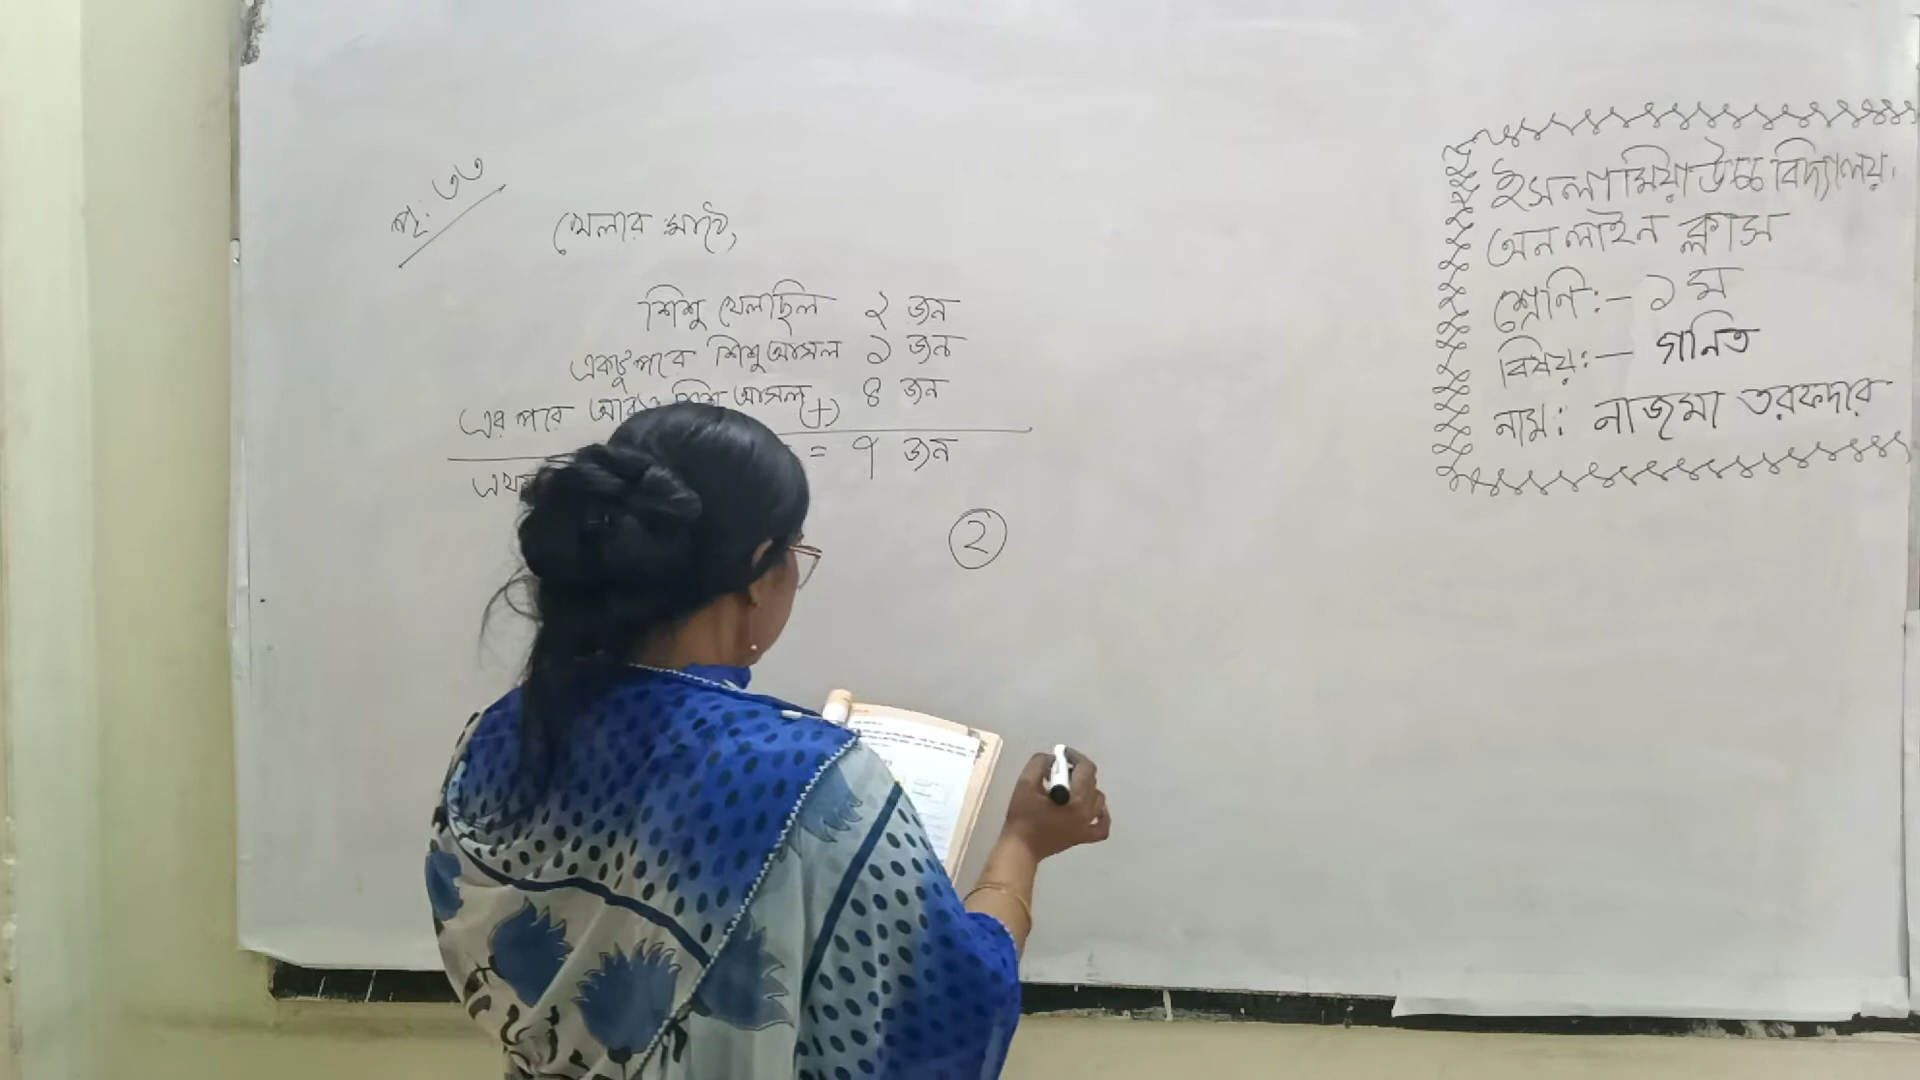 পৃ: ৩৩
খেলার মাঠে,
শিশু খেলছিল ২ জন
একটু পরে শিশু আসল ১ জন
এর পরে আরও শিশু আসল (+) ৪ জন
= ৭ জন
২
ইসলামিয়া উচ্চ বিদ্যালয়।
অনলাইন ক্লাস
শ্রেণি:- ১ম
বিষয়:- গনিত
নাম: নাজমা তরফদার